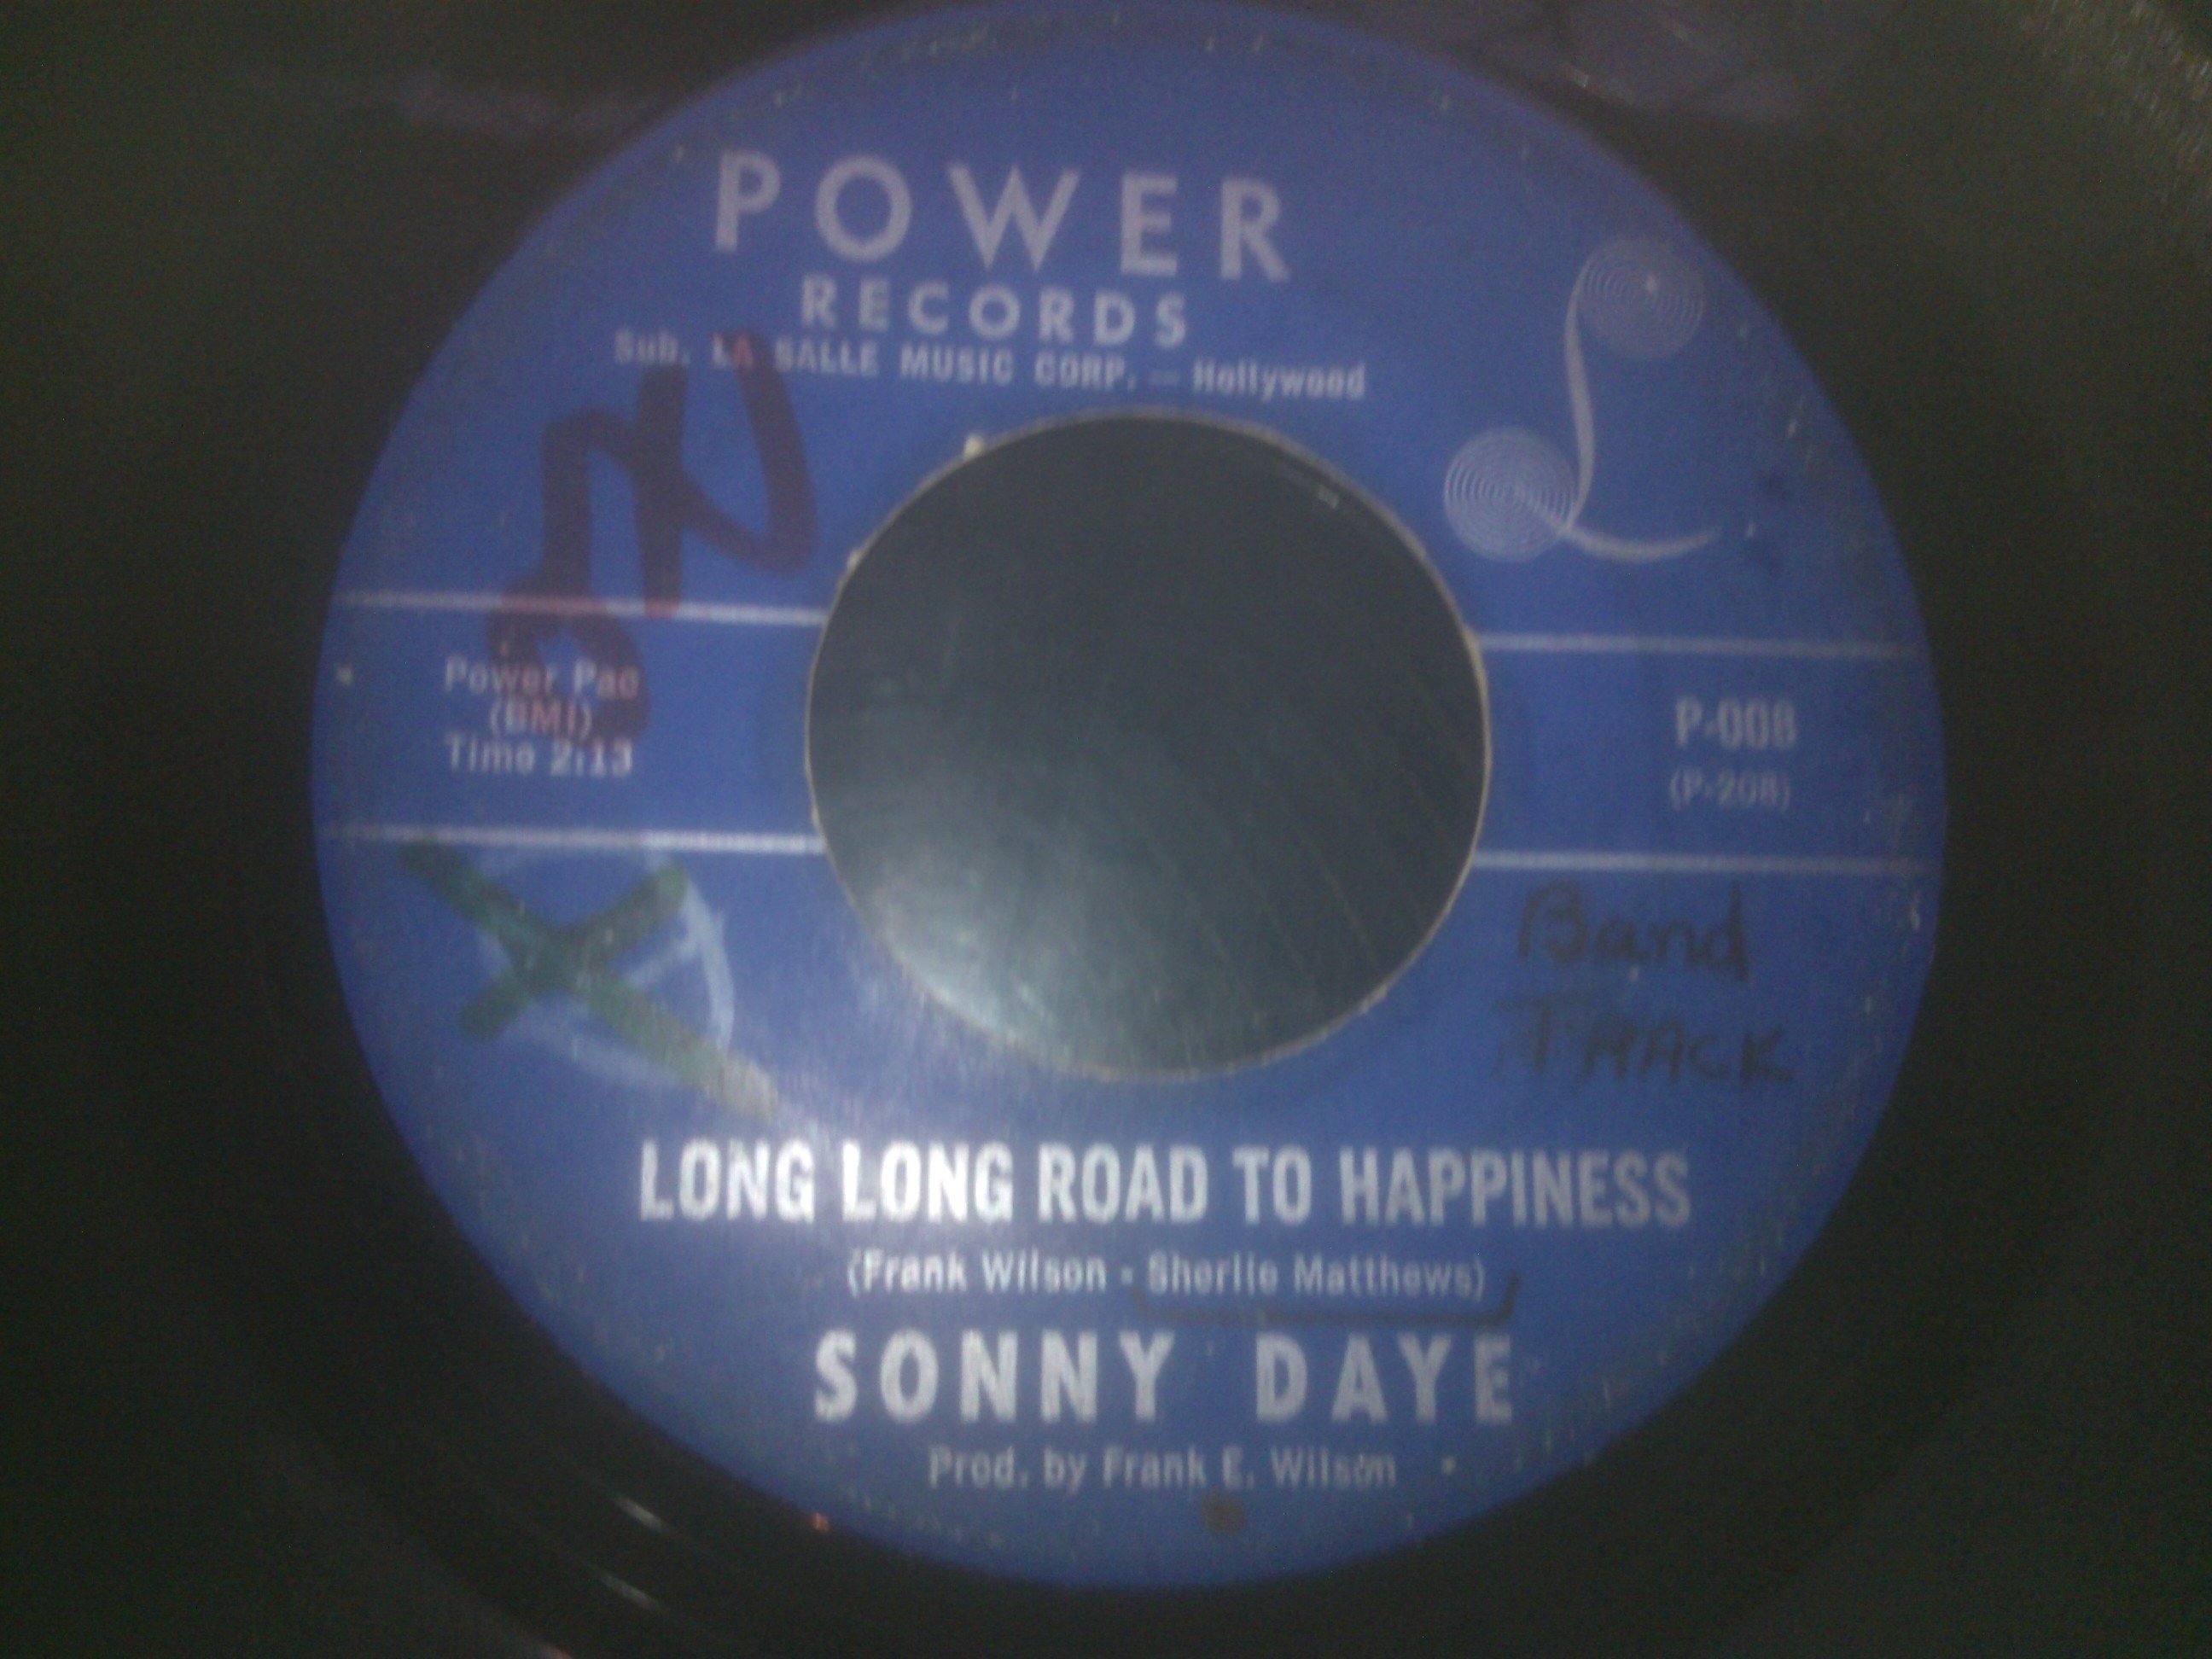 POWER
RECORDS
Sub. LA SALLE MUSIC CORP. — Hollywood
Power Pac
(BMI)
Time 2:13
P-008
(P-208)
Band
TRACK
LONG LONG ROAD TO HAPPINESS
(Frank Wilson - Sherlie Matthews)
SONNY DAYE
Prod. by Frank E. Wilson